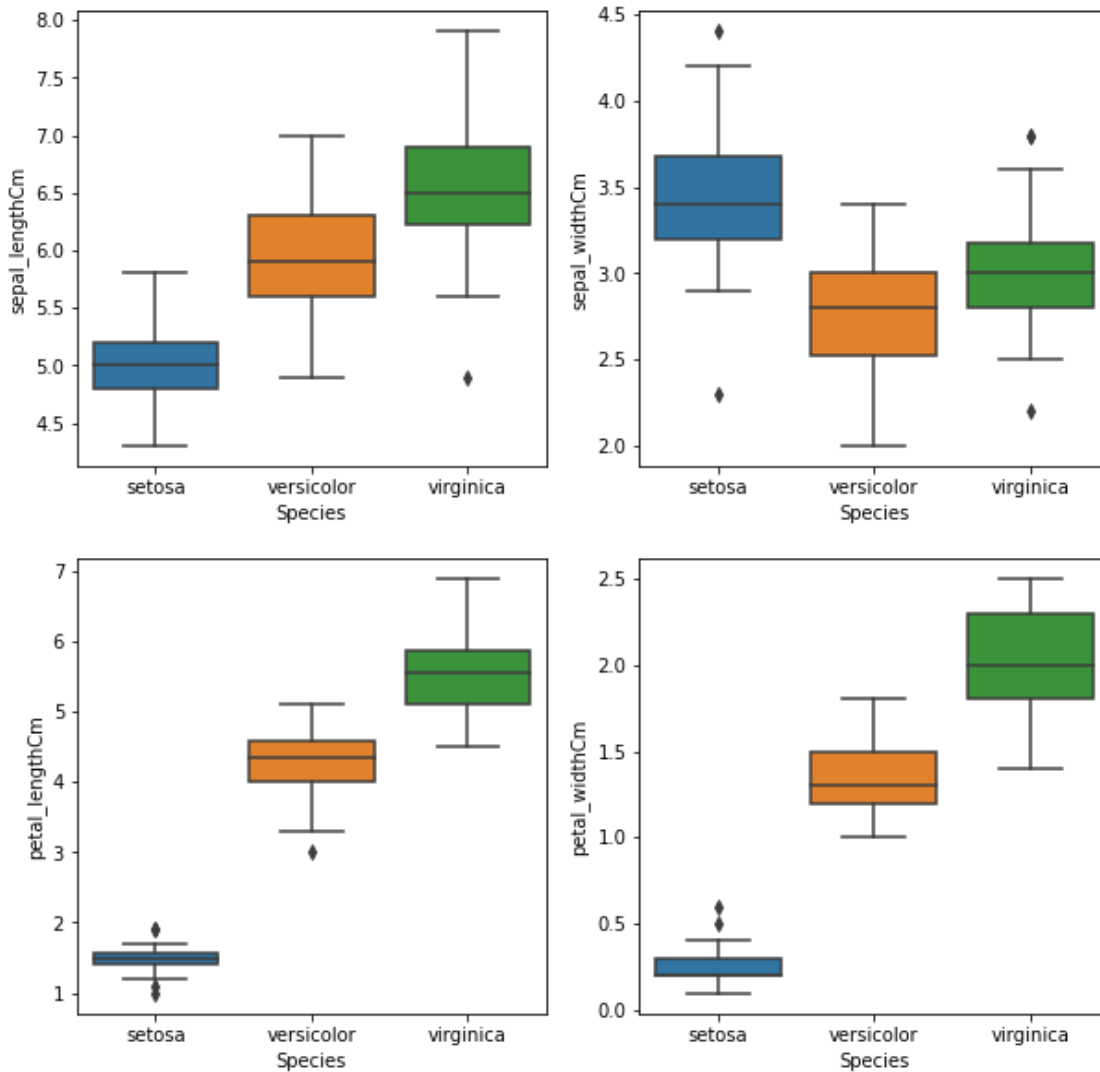 sepal_lengthCm
8.0
7.5
7.0
6.5
6.0
5.5
5.0
4.5
setosa versicolor virginica
Species
sepal_widthCm
4.5
4.0
3.5
3.0
2.5
2.0
setosa versicolor virginica
Species
petal_lengthCm
7
6
5
4
3
2
1
setosa versicolor virginica
Species
petal_widthCm
2.5
2.0
1.5
1.0
0.5
0.0
setosa versicolor virginica
Species